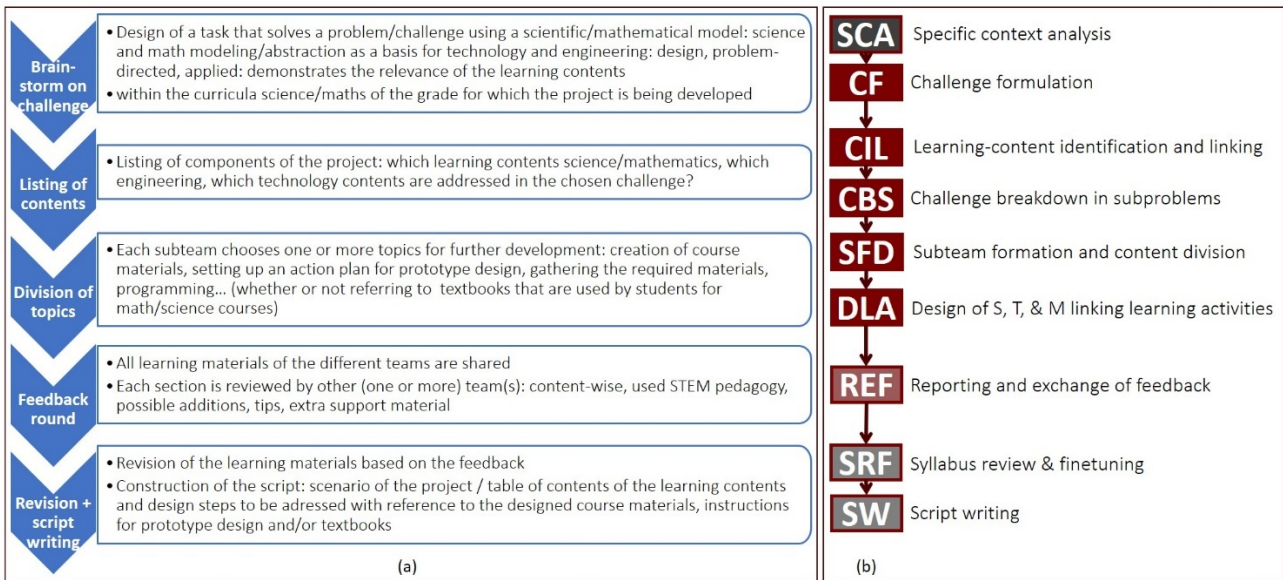 Brain-
storm on
challenge
• Design of a task that solves a problem/challenge using a scientific/mathematical model: science
and math modeling/abstraction as a basis for technology and engineering: design, problem-
directed, applied: demonstrates the relevance of the learning contents
• within the curricula science/maths of the grade for which the project is being developed
Listing of
contents
• Listing of components of the project: which learning contents science/mathematics, which
engineering, which technology contents are addressed in the chosen challenge?
Division of
topics
• Each subteam chooses one or more topics for further development: creation of course
materials, setting up an action plan for prototype design, gathering the required materials,
programming... (whether or not referring to textbooks that are used by students for
math/science courses)
Feedback
round
• All learning materials of the different teams are shared
• Each section is reviewed by other (one or more) team(s): content-wise, used STEM pedagogy,
possible additions, tips, extra support material
Revision +
script
writing
• Revision of the learning materials based on the feedback
• Construction of the script: scenario of the project / table of contents of the learning contents
and design steps to be adressed with reference to the designed course materials, instructions
for prototype design and/or textbooks
(a)
SCA Specific context analysis
CF Challenge formulation
CIL Learning-content identification and linking
CBS Challenge breakdown in subproblems
SFD Subteam formation and content division
DLA Design of S, T, & M linking learning activities
REF Reporting and exchange of feedback
SRF Syllabus review & finetuning
SW Script writing
(b)